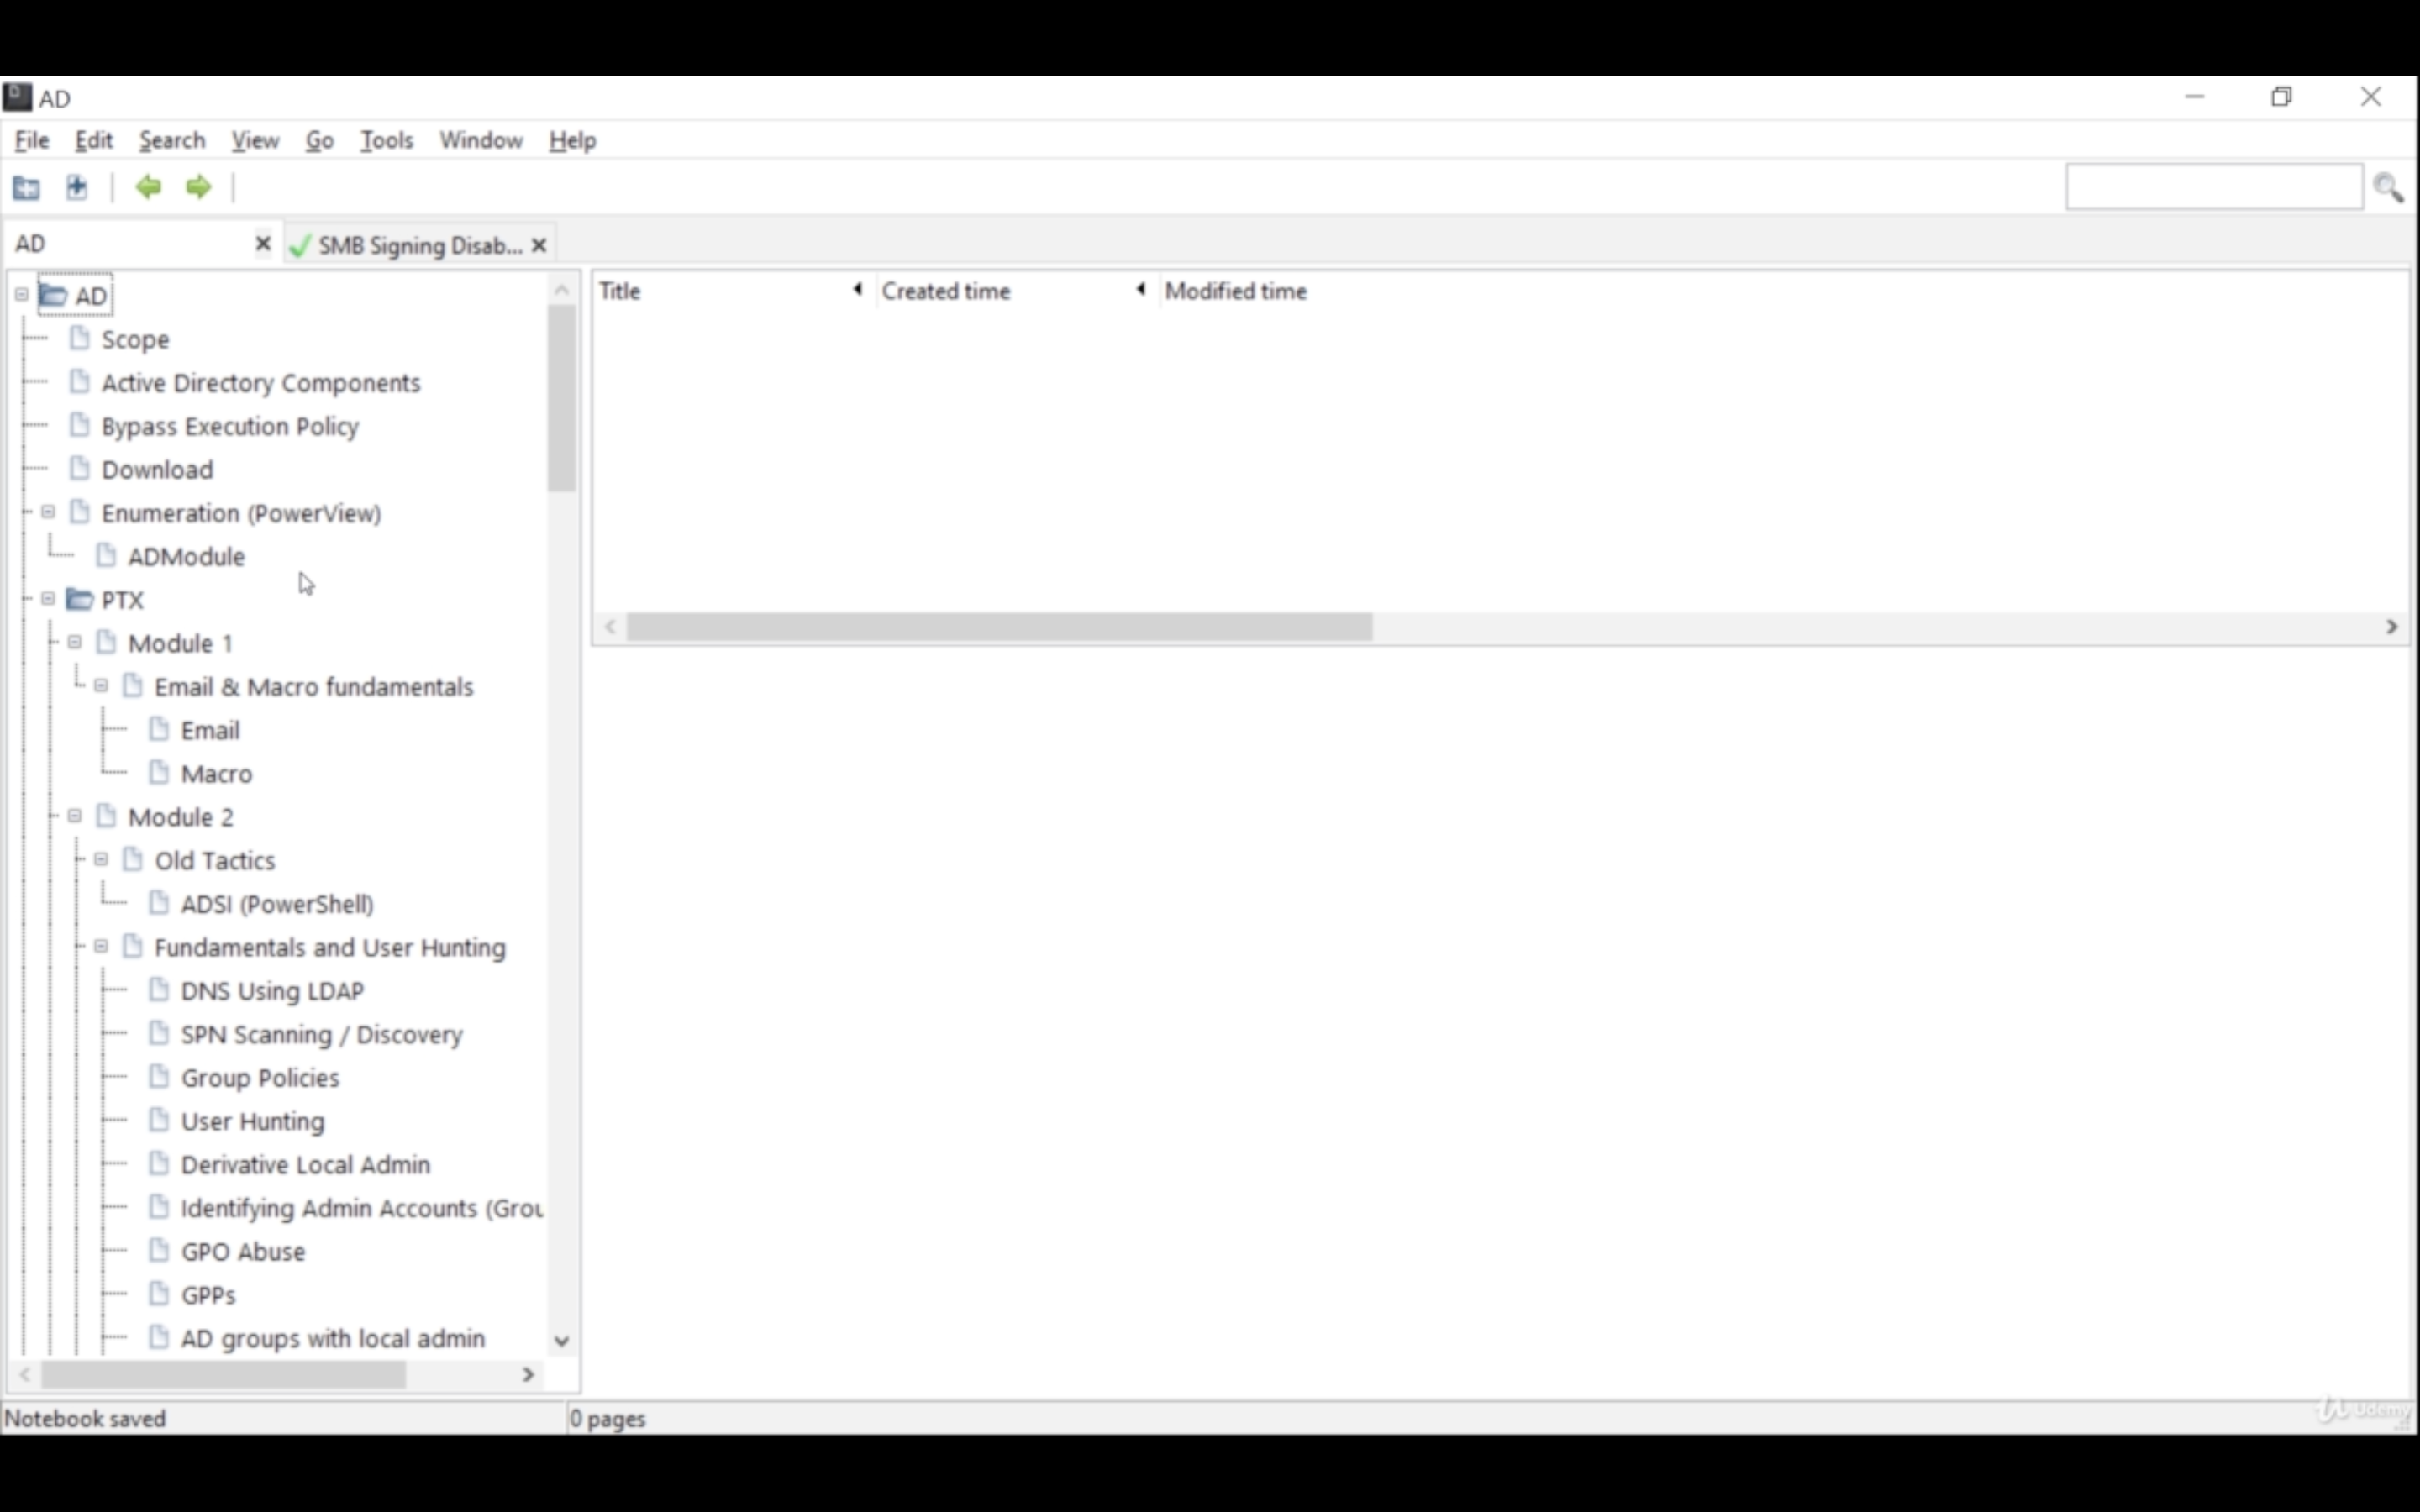 AD
File Edit Search View Go Tools Window Help
AD SMB Signing Disab...
AD
Scope
Active Directory Components
Bypass Execution Policy
Download
Enumeration (PowerView)
ADModule
PTX
Module 1
Email & Macro fundamentals
Email
Macro
Module 2
Old Tactics
ADSI (PowerShell)
Fundamentals and User Hunting
DNS Using LDAP
SPN Scanning / Discovery
Group Policies
User Hunting
Derivative Local Admin
Identifying Admin Accounts (Grou
GPO Abuse
GPPs
AD groups with local admin
Title Created time Modified time
Notebook saved 0 pages
Udemy